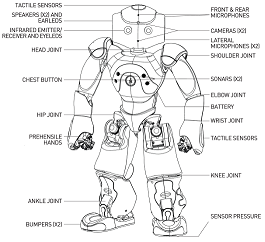 TACTILE SENSORS
SPEAKERS (X2) AND
EARLEDS
INFRARED EMITTER/
RECEIVER AND EYELEDS
HEAD JOINT
CHEST BUTTON
HIP JOINT
PREHENSILE
HANDS
ANKLE JOINT
BUMPERS (X2)
FRONT & REAR
MICROPHONES
CAMERAS (X2)
LATERAL
MICROPHONES (X2)
SHOULDER JOINT
SONARS (X2)
ELBOW JOINT
BATTERY
WRIST JOINT
TACTILE SENSORS
KNEE JOINT
SENSOR PRESSURE